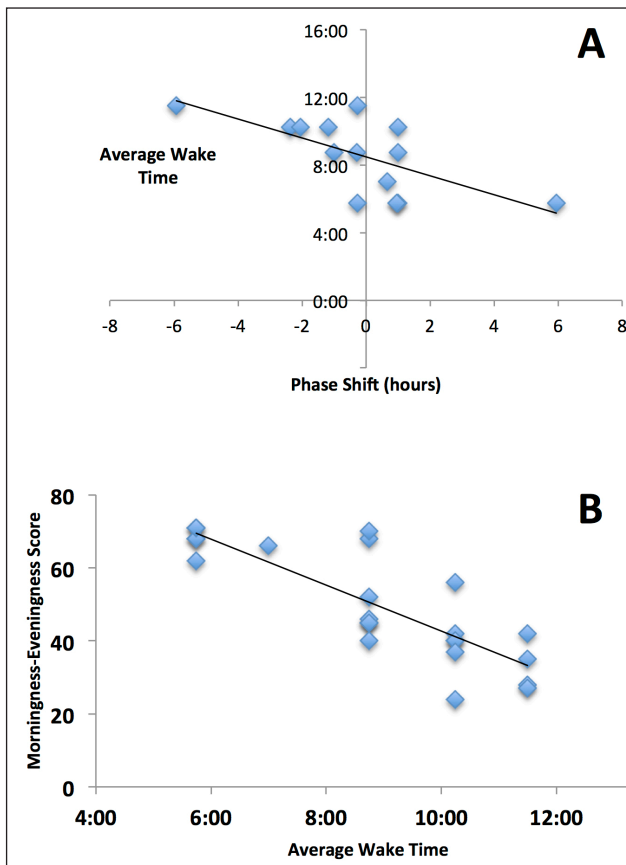 A
16:00
12:00
Average Wake
Time
8:00
4:00
0:00
-8 -6 -4 -2 0 2 4 6 8
Phase Shift (hours)
B
Morningness-Eveningness Score
80
60
40
20
0
4:00 6:00 8:00 10:00 12:00
Average Wake Time